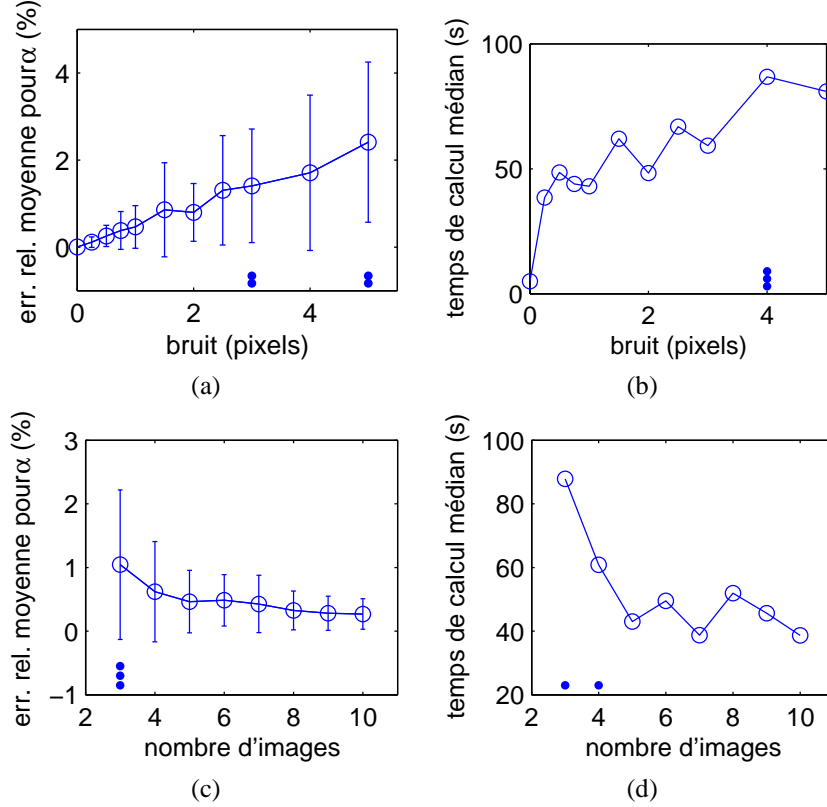 err. rel. moyenne pourα (%)
4
2
0
0 2 4
bruit (pixels)
(a)
temps de calcul médian (s)
100
50
0
0 2 4
bruit (pixels)
(b)
err. rel. moyenne pourα (%)
3
2
1
0
−1
2 4 6 8 10
nombre d'images
(c)
temps de calcul médian (s)
100
80
60
40
20
2 4 6 8 10
nombre d'images
(d)